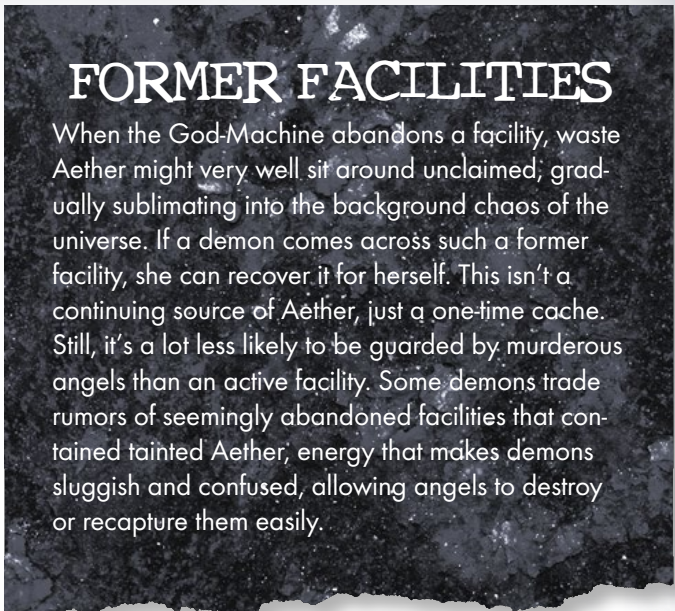 FORMER FACILITIES
When the God-Machine abandons a facility, waste
Aether might very well sit around unclaimed, grad-
ually sublimating into the background chaos of the
universe. If a demon comes across such a former
facility, she can recover it for herself. This isn't a
continuing source of Aether, just a one-time cache.
Still, it's a lot less likely to be guarded by murderous
angels than an active facility. Some demons trade
rumors of seemingly abandoned facilities that con-
tained tainted Aether, energy that makes demons
sluggish and confused, allowing angels to destroy
or recapture them easily.